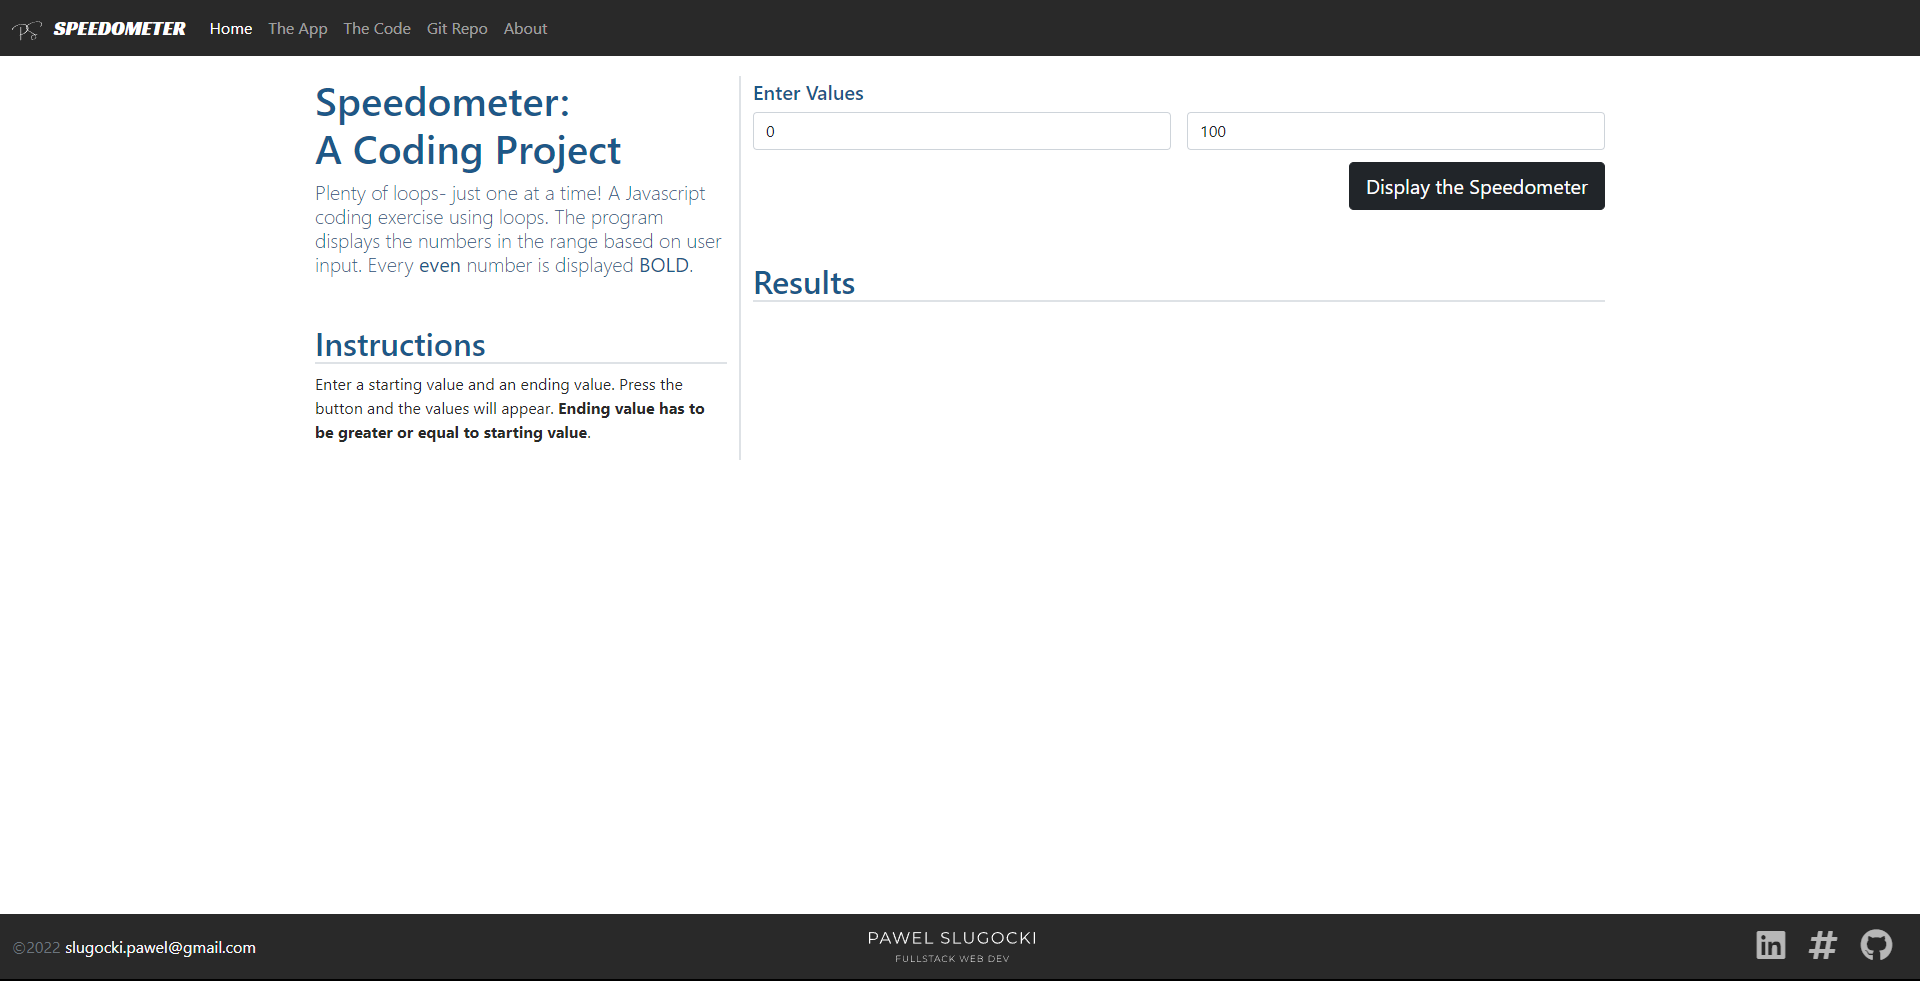 SPEEDOMETER Home The App The Code Git Repo About
Speedometer:
A Coding Project
Plenty of loops- just one at a time! A Javascript
coding exercise using loops. The program
displays the numbers in the range based on user
input. Every even number is displayed BOLD.
Instructions
Enter a starting value and an ending value. Press the
button and the values will appear. Ending value has to
be greater or equal to starting value.
Enter Values
0
100
Display the Speedometer
Results
©2022 slugocki.pawel@gmail.com
PAWEL SLUGOCKI
FULLSTACK WEB DEV